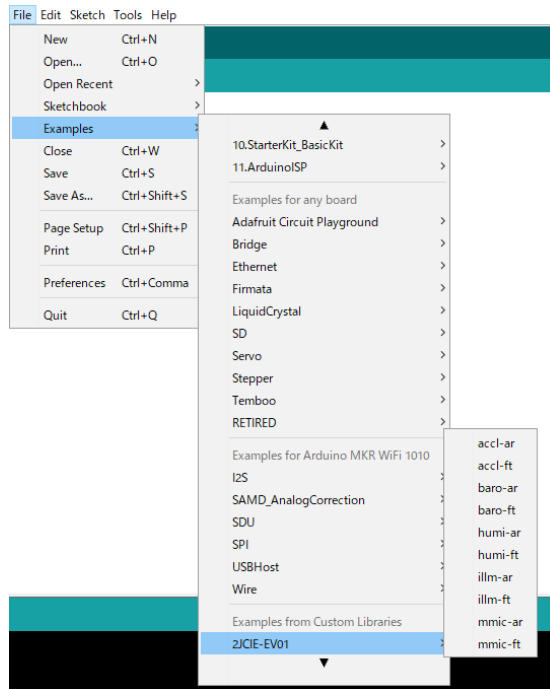 File Edit Sketch Tools Help
New Ctrl+N
Open... Ctrl+O
Open Recent
Sketchbook
Examples
Close Ctrl+W
Save Ctrl+S
Save As... Ctrl+Shift+S
Page Setup Ctrl+Shift+P
Print Ctrl+P
Preferences Ctrl+Comma
Quit Ctrl+Q
10.StarterKit_BasicKit
11.ArduinoISP
Examples for any board
Adafruit Circuit Playground
Bridge
Ethernet
Firmata
LiquidCrystal
SD
Servo
Stepper
Temboo
RETIRED
Examples for Arduino MKR WiFi 1010
I2S
SAMD_AnalogCorrection
SDU
SPI
USBHost
Wire
Examples from Custom Libraries
2JCIE-EV01
accl-ar
accl-ft
baro-ar
baro-ft
humi-ar
humi-ft
illm-ar
illm-ft
mmic-ar
mmic-ft